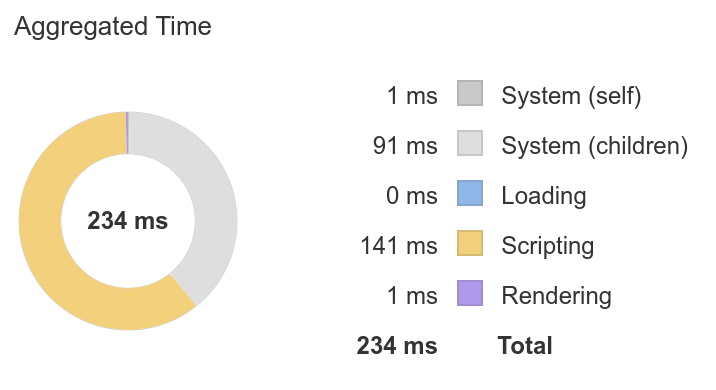 Aggregated Time
1 ms System (self)
91 ms System (children)
0 ms Loading
234 ms
141 ms Scripting
1 ms Rendering
234 ms Total